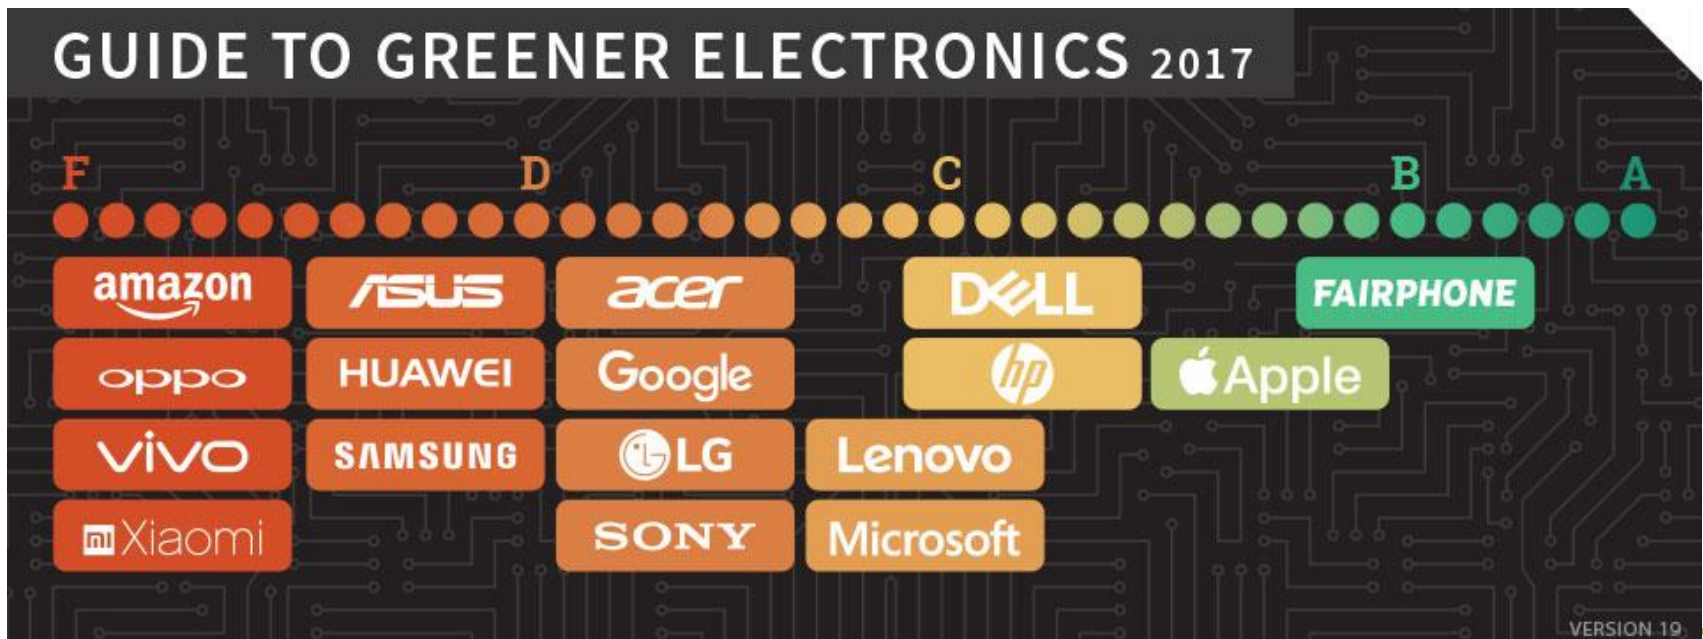 GUIDE TO GREENER ELECTRONICS 2017
F D C B A
amazon ASUS acer DELL FAIRPHONE
oppo HUAWEI Google hp Apple
vivo SAMSUNG LG Lenovo
mi Xiaomi SONY Microsoft
VERSION 19